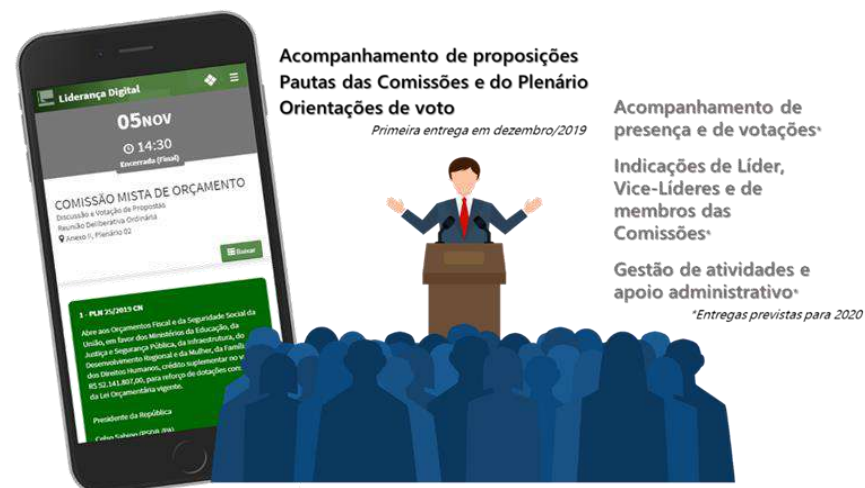 Liderança Digital
05NOV
14:30
Encerrada (Final)
COMISSÃO MISTA DE ORÇAMENTO
Discussão e Votação de Propostas
Reunião Deliberativa Ordinária
Anexo II, Plenário 02
Baixar
1 - PLN 25/2019 CN
Abre aos Orçamentos Fiscal e da Seguridade Social da
União, em favor dos Ministérios da Educação, da
Justiça e Segurança Pública, da Infraestrutura, do
Desenvolvimento Regional e da Mulher, da Famíl
dos Direitos Humanos, crédito suplementar no v
R$ 52.141.807,00, para reforço de dotações con
da Lei Orçamentária vigente.
Presidente da República
Celso Sabino (PSDB /PA)
Acompanhamento de proposições
Pautas das Comissões e do Plenário
Orientações de voto
Primeira entrega em dezembro/2019
Acompanhamento de
presença e de votações*
Indicações de Líder,
Vice-Líderes e de
membros das
Comissões*
Gestão de atividades e
apoio administrativo*
*Entregas previstas para 2020